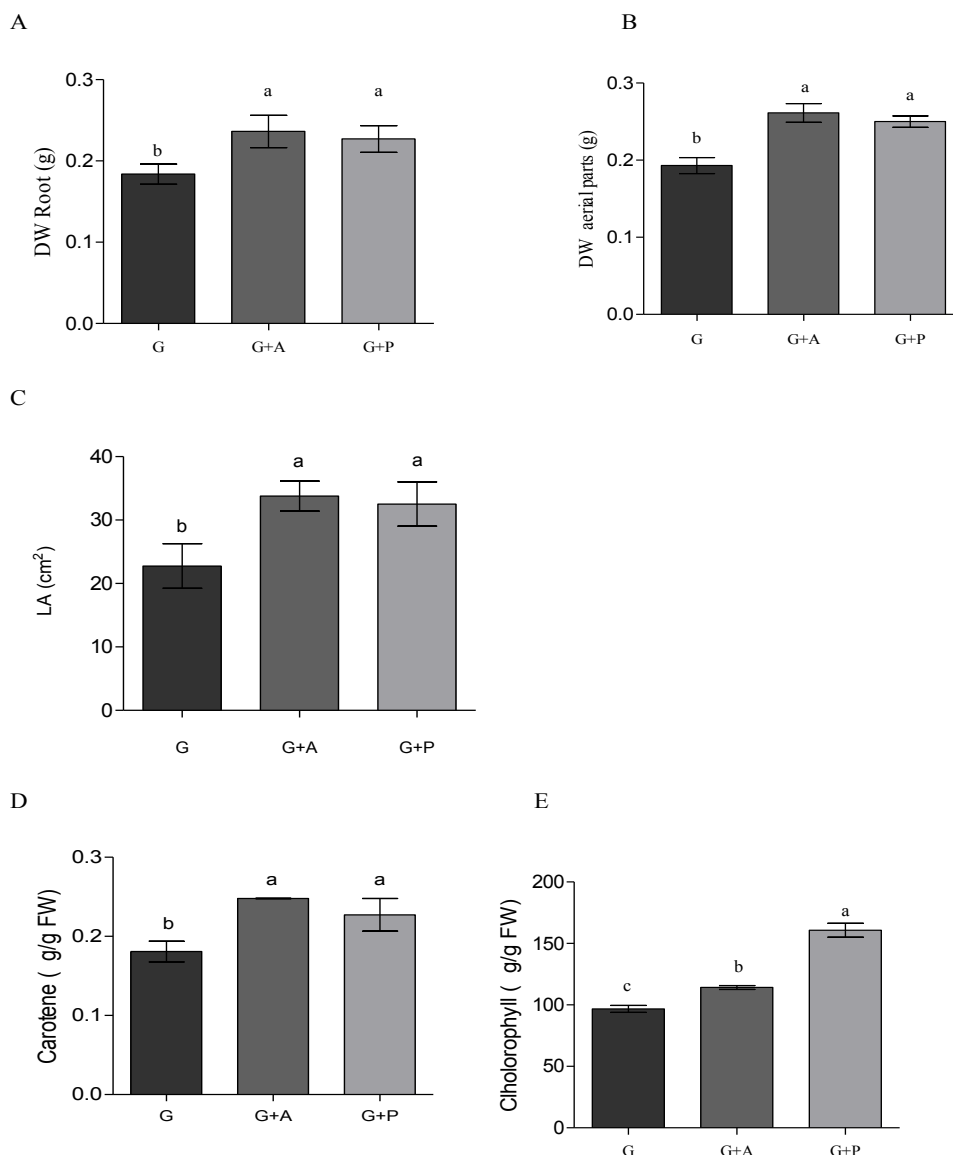 A
DW Root (g)
0.3
0.2
0.1
0.0
b
a
a
G
G+A
G+P
B
DW aerial parts (g)
0.3
0.2
0.1
0.0
b
a
a
G
G+A
G+P
C
LA (cm²)
40
30
20
10
0
b
a
a
G
G+A
G+P
D
Carotene ( g/g FW)
0.3
0.2
0.1
0.0
b
a
a
G
G+A
G+P
E
Clholorophyll ( g/g FW)
200
150
100
50
0
c
b
a
G
G+A
G+P